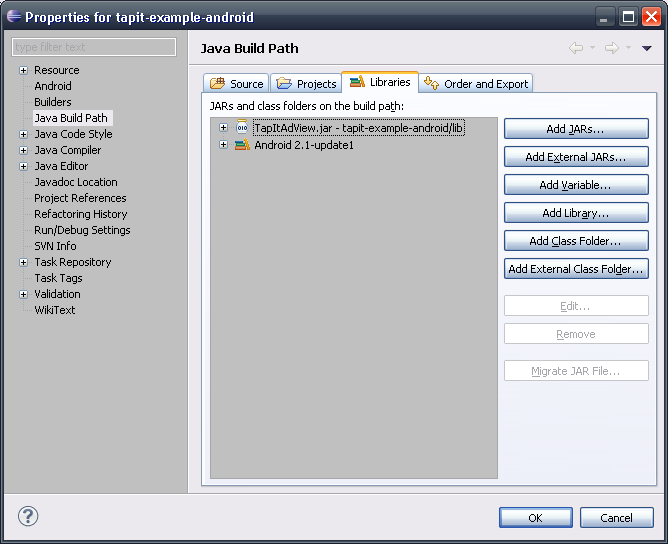 Properties for tapit-example-android
type filter text
Resource
Android
Builders
Java Build Path
Java Code Style
Java Compiler
Java Editor
Javadoc Location
Project References
Refactoring History
Run/Debug Settings
SVN Info
Task Repository
Task Tags
Validation
WikiText
Java Build Path
Source
Projects
Libraries
Order and Export
JARs and class folders on the build path:
TapItAdView.jar - tapit-example-android/lib
Android 2.1-update1
Add JARs...
Add External JARs...
Add Variable...
Add Library...
Add Class Folder...
Add External Class Folder...
Edit...
Remove
Migrate JAR File...
?
OK
Cancel